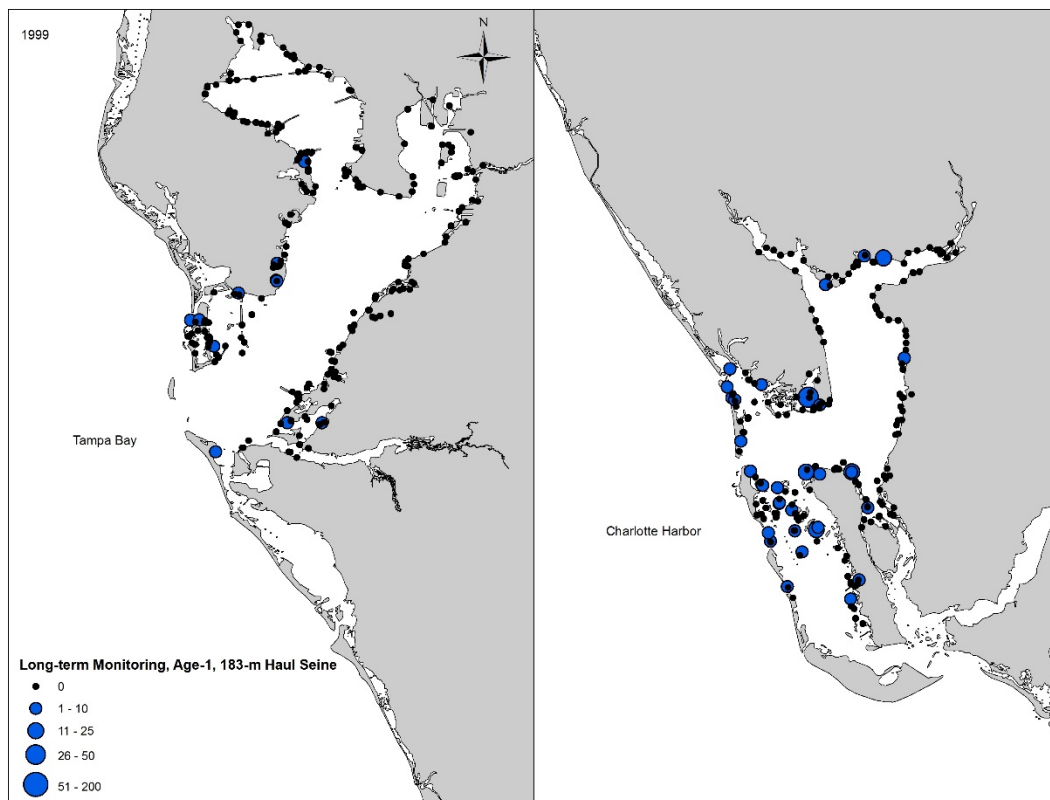 1999
N
Tampa Bay
Charlotte Harbor
Long-term Monitoring, Age-1, 183-m Haul Seine
0
1 - 10
11 - 25
26 - 50
51 - 200